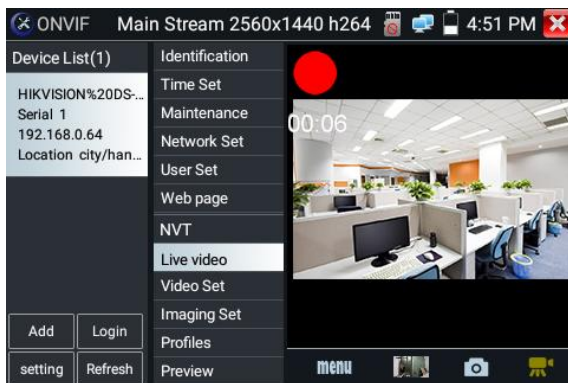 ONVIF Main Stream 2560x1440 h264 4:51 PM
Device List(1)
HIKVISION%20DS-...
Serial 1
192.168.0.64
Location city/han...
Add Login
setting Refresh
Identification
Time Set
Maintenance
Network Set
User Set
Web page
NVT
Live video
Video Set
Imaging Set
Profiles
Preview
00:06
menu